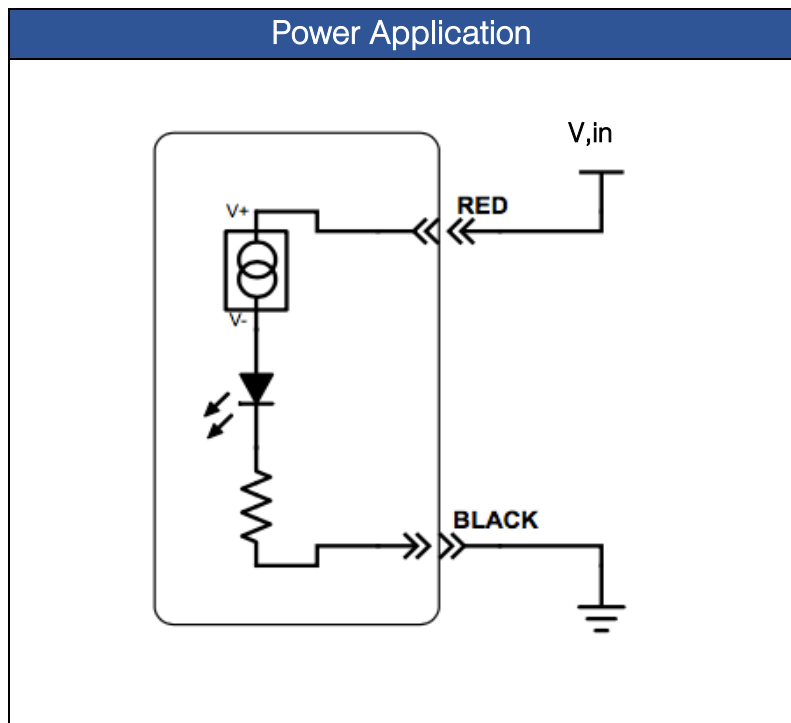 Power Application
V,in
RED
V+
V-
BLACK